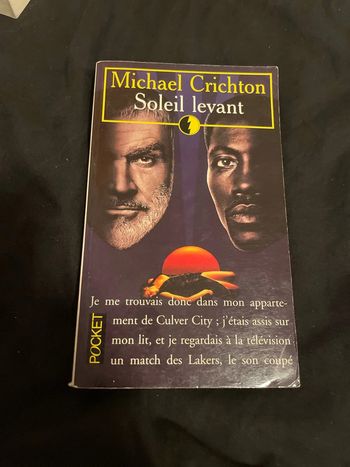 Michael Crichton
Soleil levant
Je me trouvais donc dans mon apparte-
ment de Culver City ; j'étais assis sur
mon lit, et je regardais à la télévision
un match des Lakers, le son coupé
POCKET